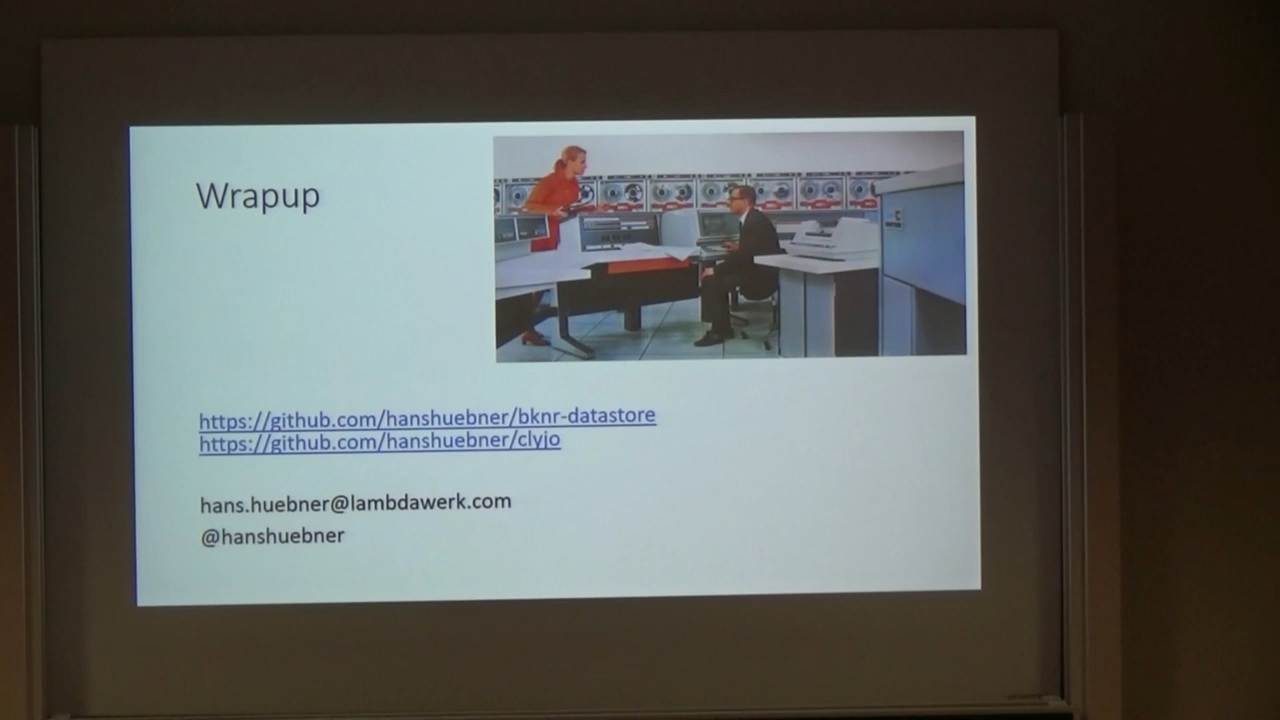 Wrapup
https://github.com/hanshuebner/bknr-datastore
https://github.com/hanshuebner/clyjo
hans.huebner@lambdawerk.com
@hanshuebner